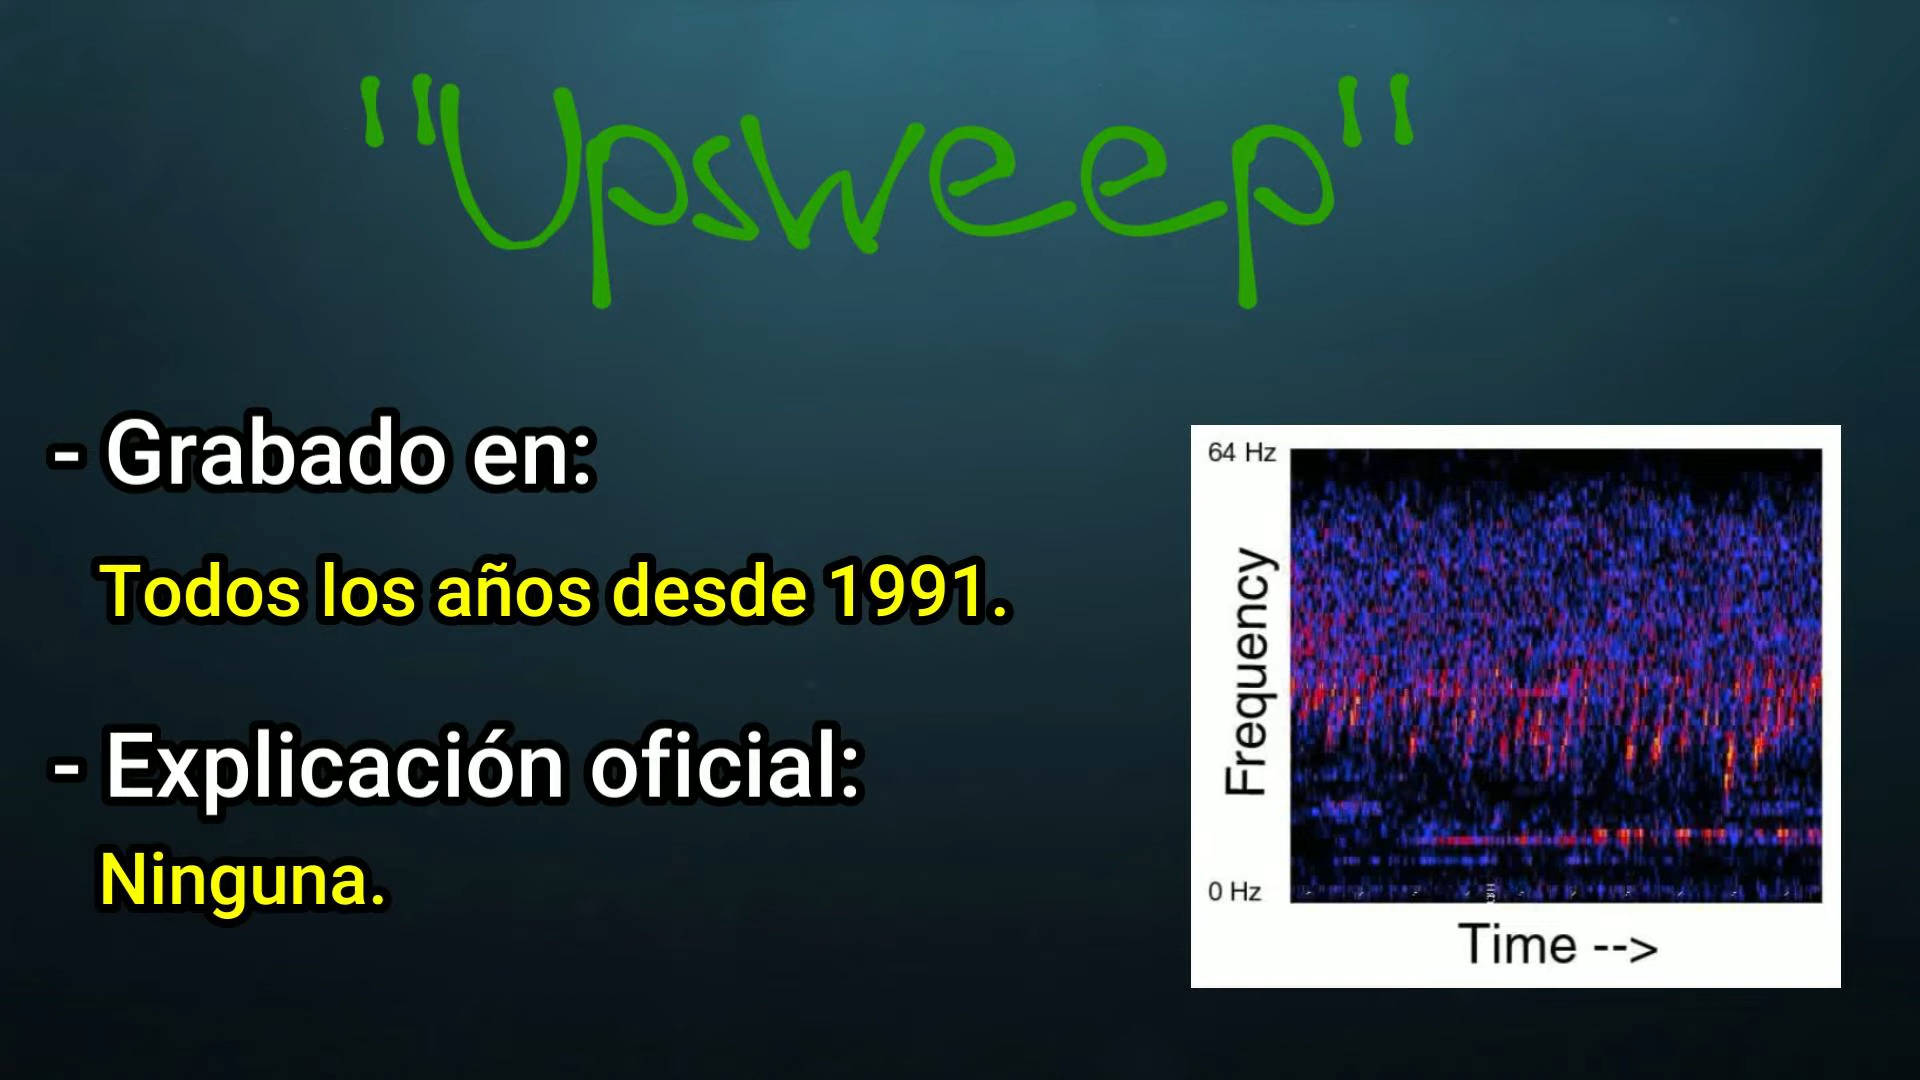 "Upsweep"
- Grabado en:
Todos los años desde 1991.
- Explicación oficial:
Ninguna.
64 Hz
Frequency
0 Hz
Time -->